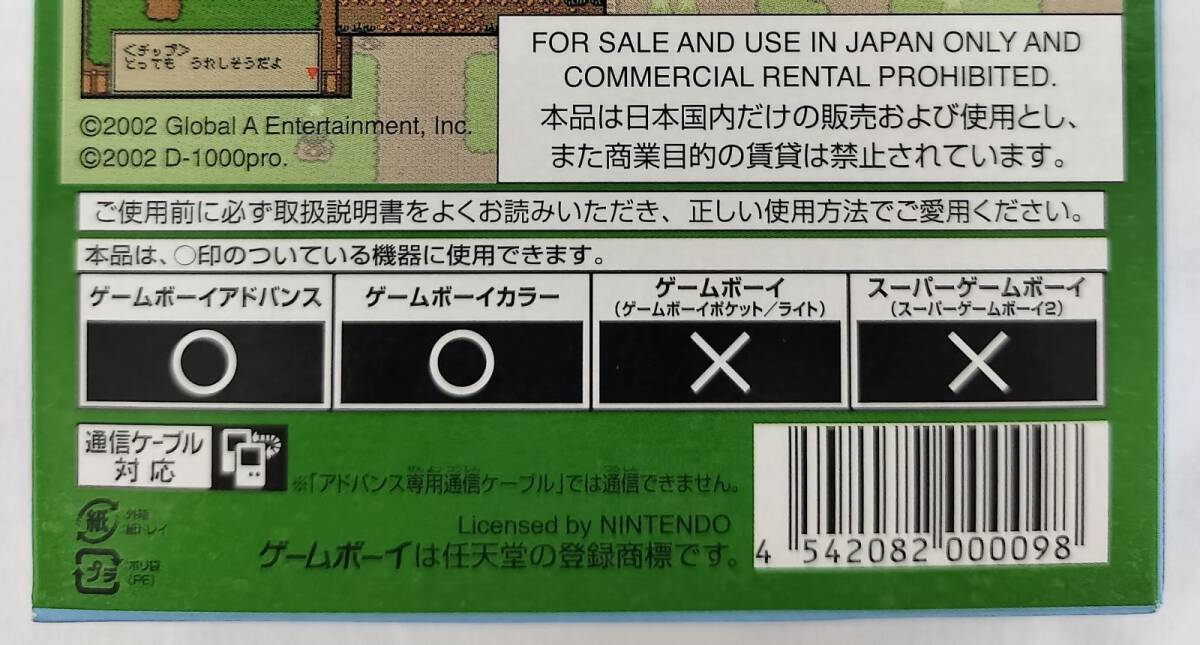 <チップ>
とっても うれしそうだよ
©2002 Global A Entertainment, Inc.
©2002 D-1000pro.
FOR SALE AND USE IN JAPAN ONLY AND
COMMERCIAL RENTAL PROHIBITED.
本品は日本国内だけの販売および使用とし、
また商業目的の賃貸は禁止されています。
ご使用前に必ず取扱説明書をよくお読みいただき、正しい使用方法でご愛用ください。
本品は、○印のついている機器に使用できます。
ゲームボーイアドバンス
ゲームボーイカラー
ゲームボーイ
(ゲームボーイポケット/ライト)
スーパーゲームボーイ
(スーパーゲームボーイ2)
通信ケーブル
対応
※「アドバンス専用通信ケーブル」では通信できません。
紙
外箱
紙トレイ
プラ
ポリ袋
(PE)
Licensed by NINTENDO
ゲームボーイは任天堂の登録商標です。
4 542082 000098